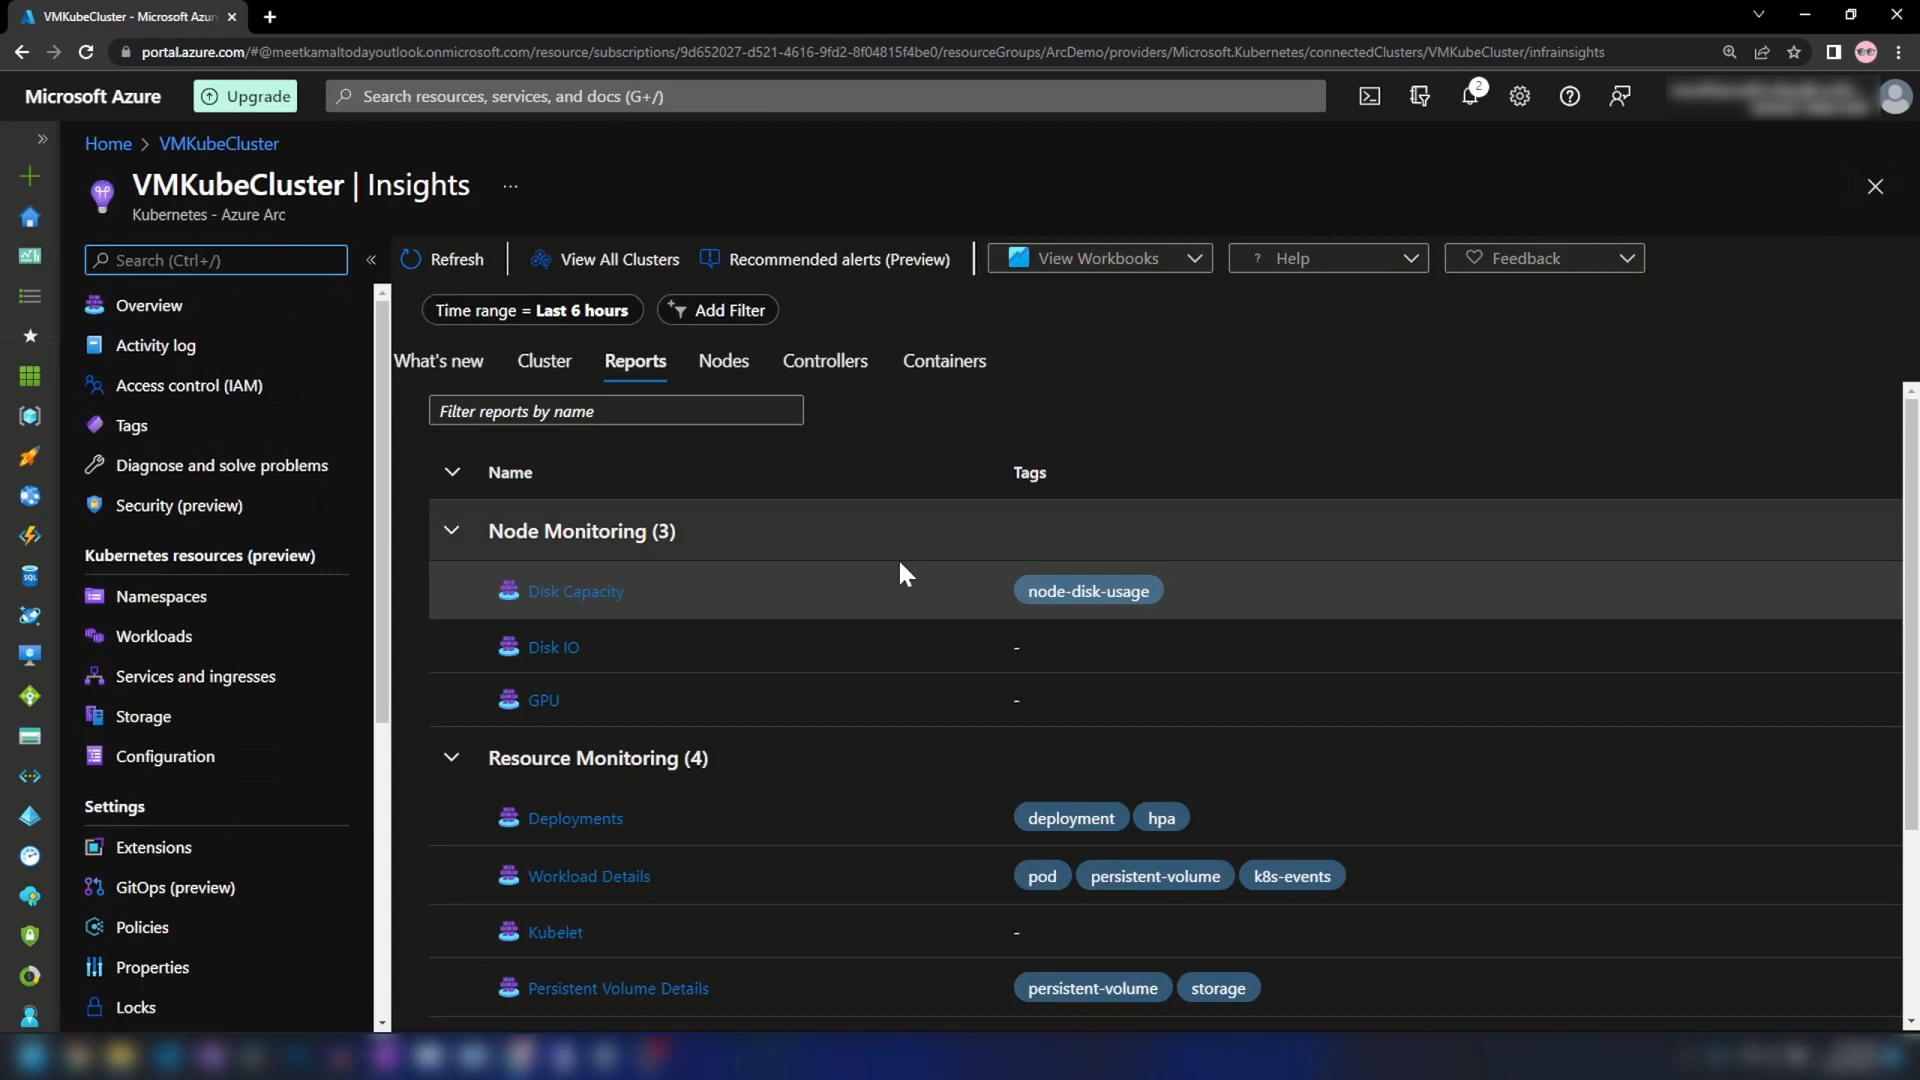 VMKubeCluster - Microsoft Azur
portal.azure.com/#@meetkamaltodayoutlook.onmicrosoft.com/resource/subscriptions/9d652027-d521-4616-9fd2-8f04815f4be0/resourceGroups/ArcDemo/providers/Microsoft.Kubernetes/connectedClusters/VMKubeCluster/infrainsights
Microsoft Azure Upgrade Search resources, services, and docs (G+/) 2
Home > VMKubeCluster
VMKubeCluster | Insights ...
Kubernetes - Azure Arc
Search (Ctrl+/) « Refresh View All Clusters Recommended alerts (Preview) View Workbooks ? Help Feedback
Time range = Last 6 hours Add Filter
What's new Cluster Reports Nodes Controllers Containers
Filter reports by name
Overview
Activity log
Access control (IAM)
Tags
Diagnose and solve problems
Security (preview)
Kubernetes resources (preview)
Namespaces
Workloads
Services and ingresses
Storage
Configuration
Settings
Extensions
GitOps (preview)
Policies
Properties
Locks
SQL
Name Tags
Node Monitoring (3)
Disk Capacity node-disk-usage
Disk IO -
GPU -
Resource Monitoring (4)
Deployments deployment hpa
Workload Details pod persistent-volume k8s-events
Kubelet -
Persistent Volume Details persistent-volume storage